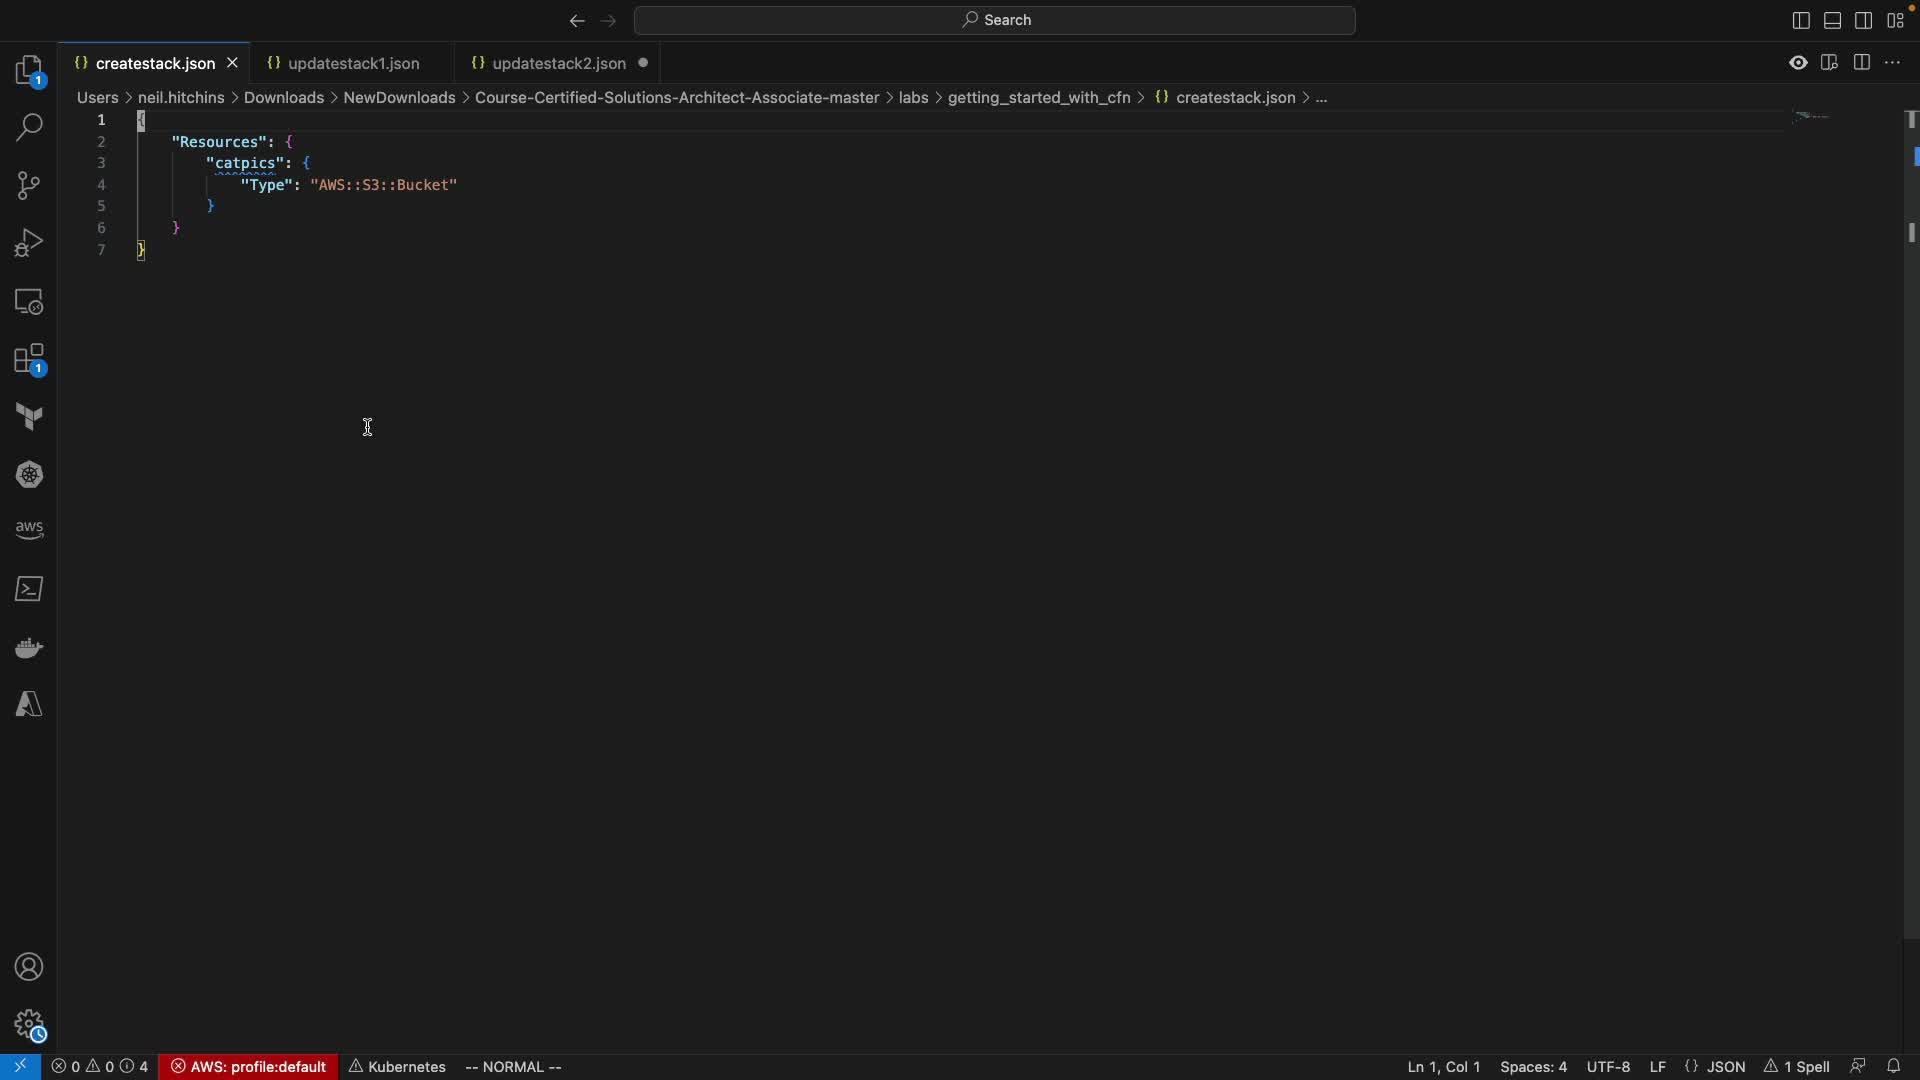 Search
{} createstack.json × {} updatestack1.json {} updatestack2.json ●
Users > neil.hitchins > Downloads > NewDownloads > Course-Certified-Solutions-Architect-Associate-master > labs > getting_started_with_cfn > {} createstack.json > ...
1 {
2 "Resources": {
3 "catpics": {
4 "Type": "AWS::S3::Bucket"
5 }
6 }
7 }
1
1
aws
0 0 4 AWS: profile:default Kubernetes -- NORMAL -- Ln 1, Col 1 Spaces: 4 UTF-8 LF {} JSON 1 Spell